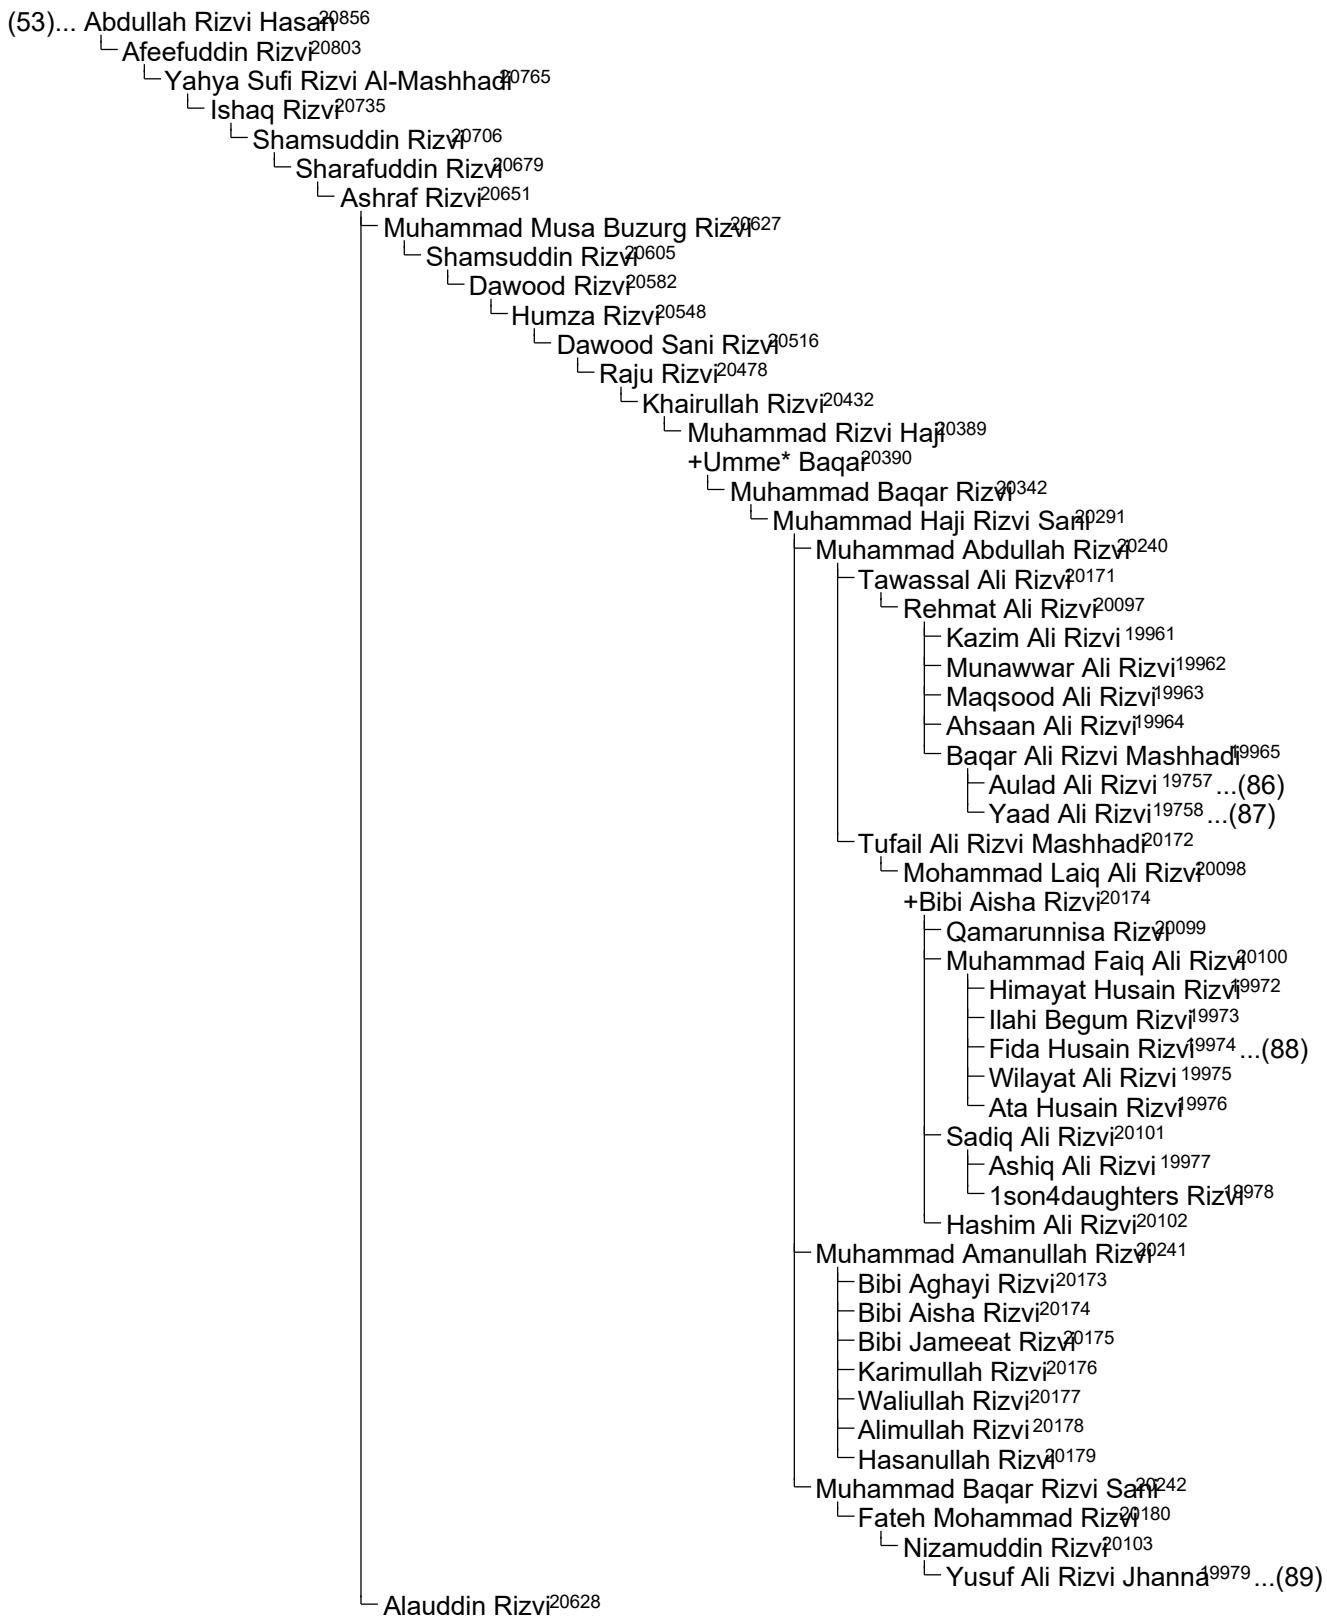 (53)... Abdullah Rizvi Hasan20856
Afeefuddin Rizvi20803
Yahya Sufi Rizvi Al-Mashhadi20765
Ishaq Rizvi20735
Shamsuddin Rizvi20706
Sharafuddin Rizvi20679
Ashraf Rizvi20651
Muhammad Musa Buzurg Rizvi20627
Shamsuddin Rizvi20605
Dawood Rizvi20582
Humza Rizvi20548
Dawood Sani Rizvi20516
Raju Rizvi20478
Khairullah Rizvi20432
Muhammad Rizvi Haji20389
+Umme* Baqar20390
Muhammad Baqar Rizvi20342
Muhammad Haji Rizvi Sani20291
Muhammad Abdullah Rizvi20240
Tawassal Ali Rizvi20171
Rehmat Ali Rizvi20097
Kazim Ali Rizvi 19961
Munawwar Ali Rizvi19962
Maqsood Ali Rizvi19963
Ahsaan Ali Rizvi19964
Baqar Ali Rizvi Mashhadi19965
Aulad Ali Rizvi 19757 ...(86)
Yaad Ali Rizvi19758 ...(87)
Tufail Ali Rizvi Mashhadi20172
Mohammad Laiq Ali Rizvi20098
+Bibi Aisha Rizvi20174
Qamarunnisa Rizvi20099
Muhammad Faiq Ali Rizvi20100
Himayat Husain Rizvi19972
Ilahi Begum Rizvi19973
Fida Husain Rizvi19974 ...(88)
Wilayat Ali Rizvi 19975
Ata Husain Rizvi19976
Sadiq Ali Rizvi20101
Ashiq Ali Rizvi 19977
1son4daughters Rizvi19978
Hashim Ali Rizvi20102
Muhammad Amanullah Rizvi20241
Bibi Aghayi Rizvi20173
Bibi Aisha Rizvi20174
Bibi Jameeat Rizvi20175
Karimullah Rizvi20176
Waliullah Rizvi20177
Alimullah Rizvi 20178
Hasanullah Rizvi20179
Muhammad Baqar Rizvi Sani20242
Fateh Mohammad Rizvi20180
Nizamuddin Rizvi20103
Yusuf Ali Rizvi Jhanna19979 ...(89)
Alauddin Rizvi20628